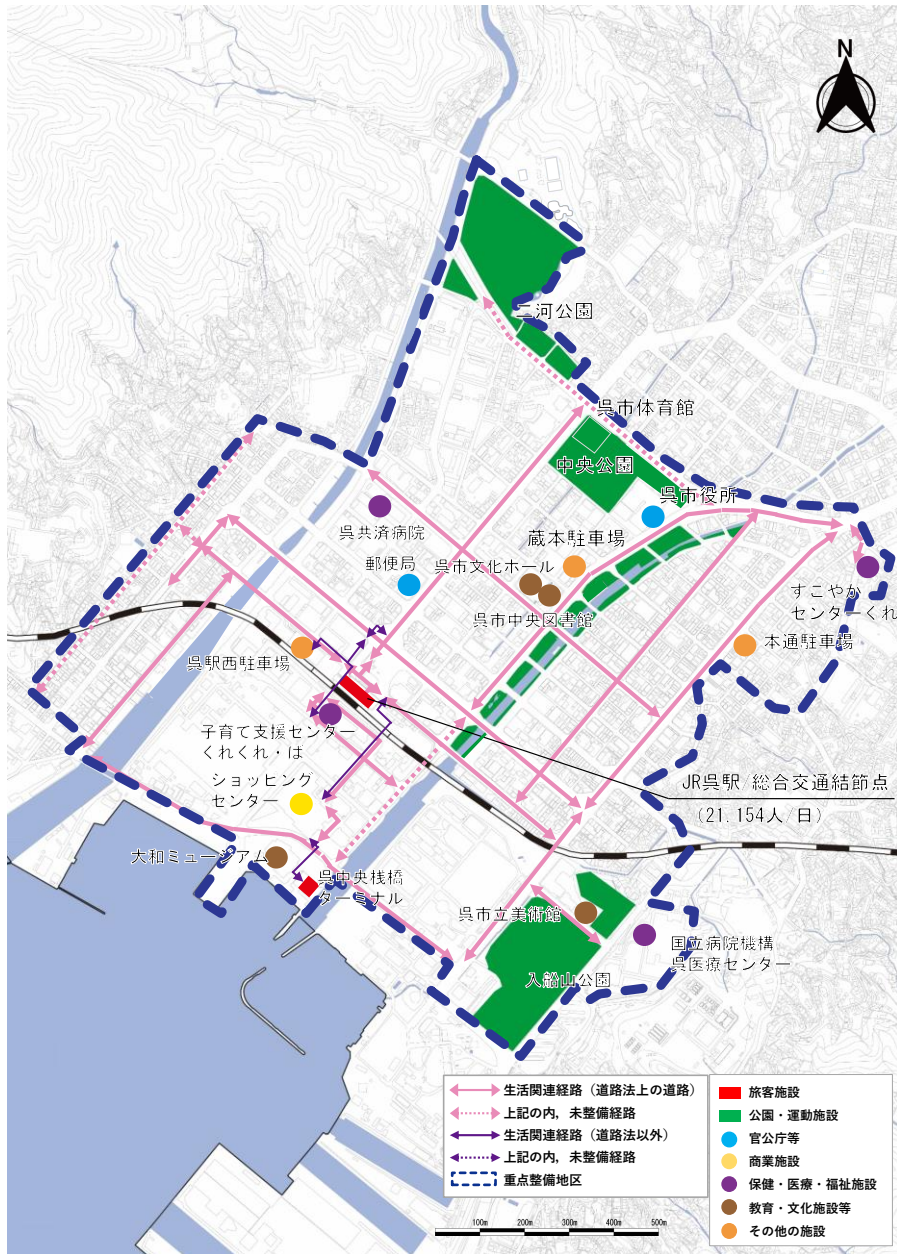 N
二河公園
呉市体育館
中央公園
呉市役所
呉共済病院
蔵本駐車場
郵便局
呉市文化ホール
すこやか
センターくれ
呉市中央図書館
本通駐車場
呉駅西駐車場
子育て支援センター
くれくれ・は
ショッピング
センター
JR呉駅 総合交通結節点
(21.154人/日)
大和ミュージアム
呉中央桟橋
ターミナル
呉市立美術館
国立病院機構
呉医療センター
入船山公園
生活関連経路（道路法上の道路）
上記の内，未整備経路
生活関連経路（道路法以外）
上記の内，未整備経路
重点整備地区
旅客施設
公園・運動施設
官公庁等
商業施設
保健・医療・福祉施設
教育・文化施設等
その他の施設
100m 200m 300m 400m 500m